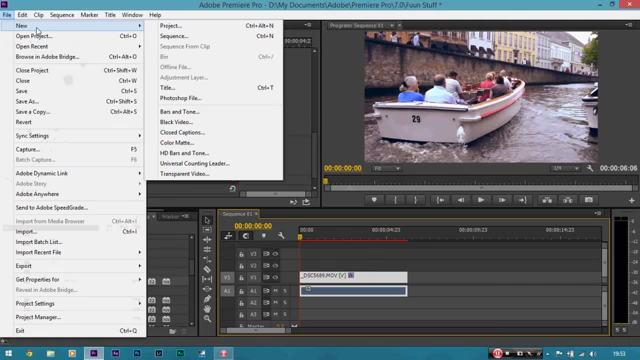 Adobe Premiere Pro - D:\My Documents\Adobe\Premiere Pro\7.0\Fuun Stuff *
File Edit Clip Sequence Marker Title Window Help
New
Open Project... Ctrl+O
Open Recent
Browse in Adobe Bridge... Ctrl+Alt+O
Close Project Ctrl+Shift+W
Close Ctrl+W
Save Ctrl+S
Save As... Ctrl+Shift+S
Save a Copy... Ctrl+Alt+S
Revert
Sync Settings
Capture... F5
Batch Capture... F6
Adobe Dynamic Link
Adobe Story
Adobe Anywhere
Send to Adobe SpeedGrade...
Import from Media Browser Ctrl+Alt+I
Import... Ctrl+I
Import Batch List...
Import Recent File
Export
Get Properties for
Reveal in Adobe Bridge...
Project Settings
Project Manager...
Exit Ctrl+Q
Project... Ctrl+Alt+N
Sequence... Ctrl+N
Sequence From Clip
Bin Ctrl+/
Offline File...
Adjustment Layer...
Title... Ctrl+T
Photoshop File...
Bars and Tone...
Black Video...
Closed Captions...
Color Matte...
HD Bars and Tone...
Universal Counting Leader...
Transparent Video...
Program: Sequence 01
29
00:00:00:00 Fit 1/4 00:00:06:06
Sequence 01
00:00:00:00
00:00 00:00:04:23 00:00:09:23 00:00:14:23
V3
V2
V1 V1 _DSC5689.MOV [V]
A1 A1 M S
A2 M S
A3 M S
Master
19:53